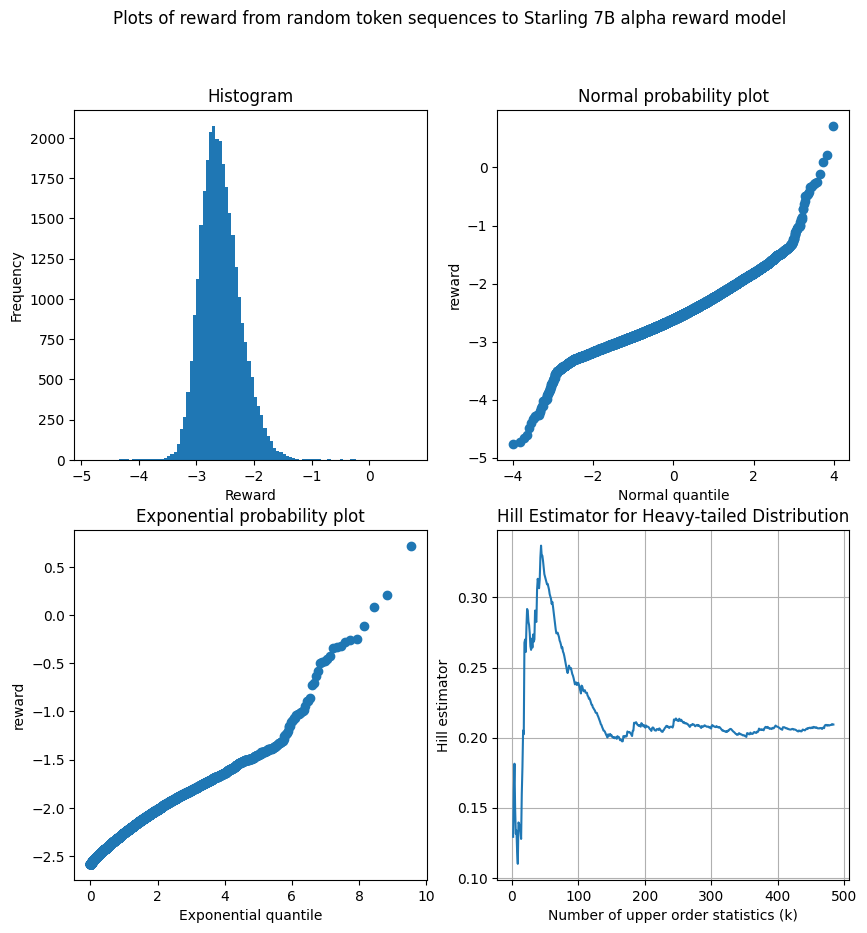 Plots of reward from random token sequences to Starling 7B alpha reward model
Histogram
Frequency
2000
1750
1500
1250
1000
750
500
250
0
−5 −4 −3 −2 −1 0
Reward
Normal probability plot
reward
0
−1
−2
−3
−4
−5
−4 −2 0 2 4
Normal quantile
Exponential probability plot
reward
0.5
0.0
−0.5
−1.0
−1.5
−2.0
−2.5
0 2 4 6 8 10
Exponential quantile
Hill Estimator for Heavy-tailed Distribution
Hill estimator
0.30
0.25
0.20
0.15
0.10
0 100 200 300 400 500
Number of upper order statistics (k)